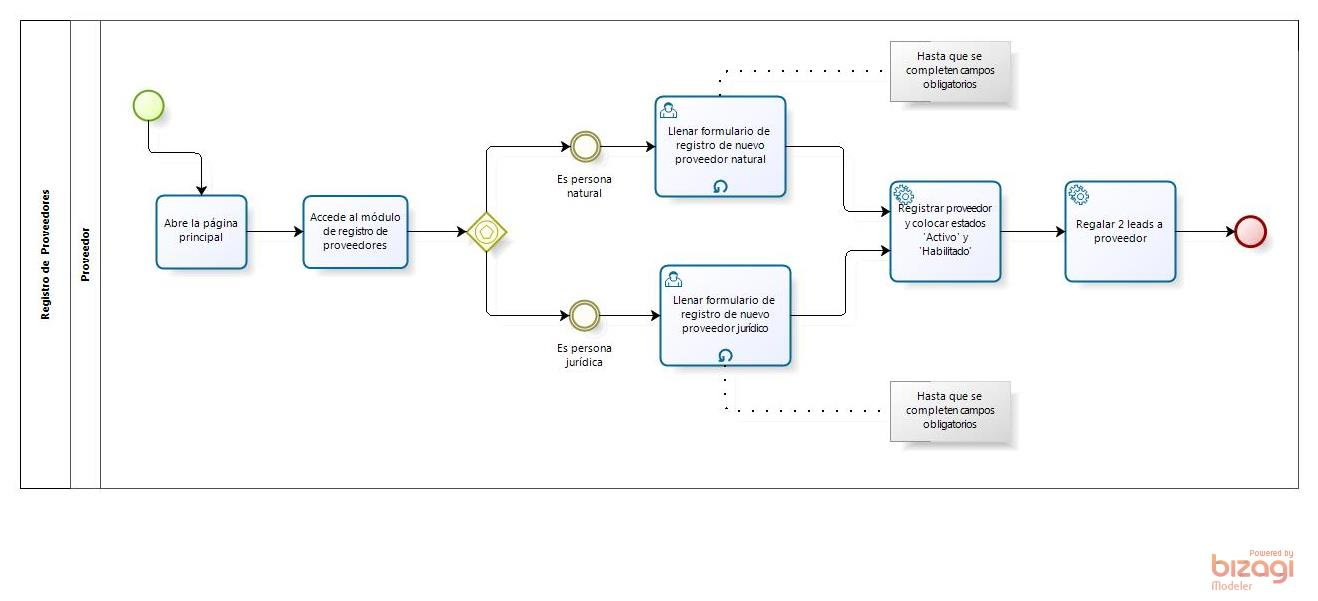 Registro de Proveedores
Proveedor
Abre la página
principal
Accede al módulo
de registro de
proveedores
Es persona
natural
Es persona
jurídica
Llenar formulario de
registro de nuevo
proveedor natural
Hasta que se
completen campos
obligatorios
Llenar formulario de
registro de nuevo
proveedor jurídico
Hasta que se
completen campos
obligatorios
Registrar proveedor
y colocar estados
'Activo' y
'Habilitado'
Regalar 2 leads a
proveedor
Powered by
bizagi
Modeler